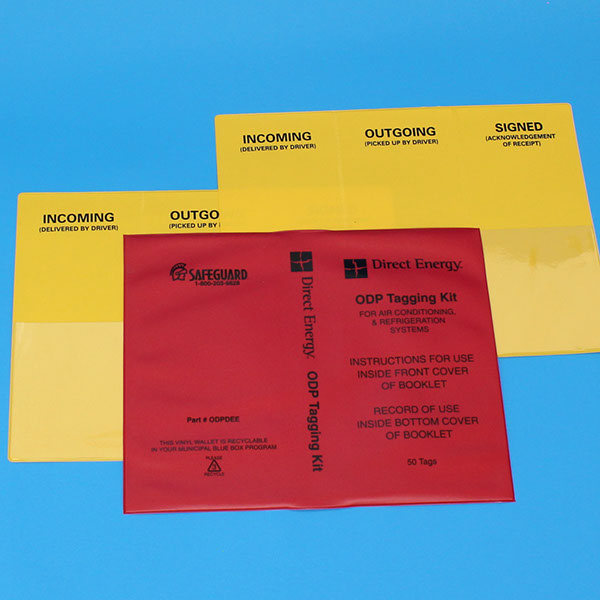 INCOMING
(DELIVERED BY DRIVER)
OUTGOING
(PICKED UP BY DRIVER)
SIGNED
(ACKNOWLEDGEMENT
OF RECEIPT)
INCOMING
(DELIVERED BY DRIVER)
OUTGO
(PICKED UP BY
SAFEGUARD
Part # ODPDEE
THIS VINYL WALLET IS RECYCLABLE
IN YOUR MUNICIPAL BLUE BOX PROGRAM
PLEASE
RECYCLE
Direct Energy. ODP Tagging Kit
Direct Energy.
ODP Tagging Kit
FOR AIR CONDITIONING,
& REFRIGERATION
SYSTEMS
INSTRUCTIONS FOR USE
INSIDE FRONT COVER
OF BOOKLET
RECORD OF USE
INSIDE BOTTOM COVER
OF BOOKLET
50 Tags